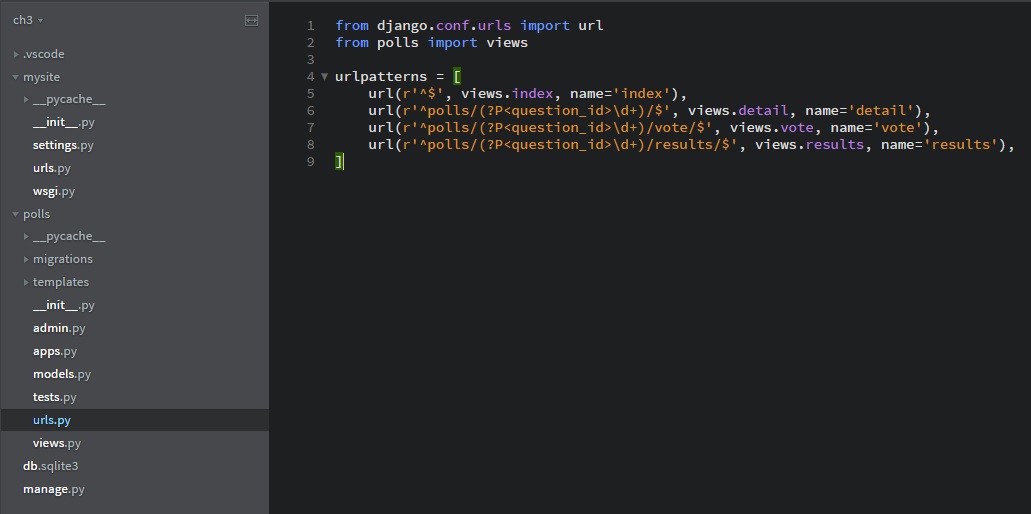 ch3
.vscode
mysite
__pycache__
__init__.py
settings.py
urls.py
wsgi.py
polls
__pycache__
migrations
templates
__init__.py
admin.py
apps.py
models.py
tests.py
urls.py
views.py
db.sqlite3
manage.py
1 from django.conf.urls import url
2 from polls import views
3
4 urlpatterns = [
5     url(r'^$', views.index, name='index'),
6     url(r'^polls/(?P<question_id>\d+)/$', views.detail, name='detail'),
7     url(r'^polls/(?P<question_id>\d+)/vote/$', views.vote, name='vote'),
8     url(r'^polls/(?P<question_id>\d+)/results/$', views.results, name='results'),
9 ]